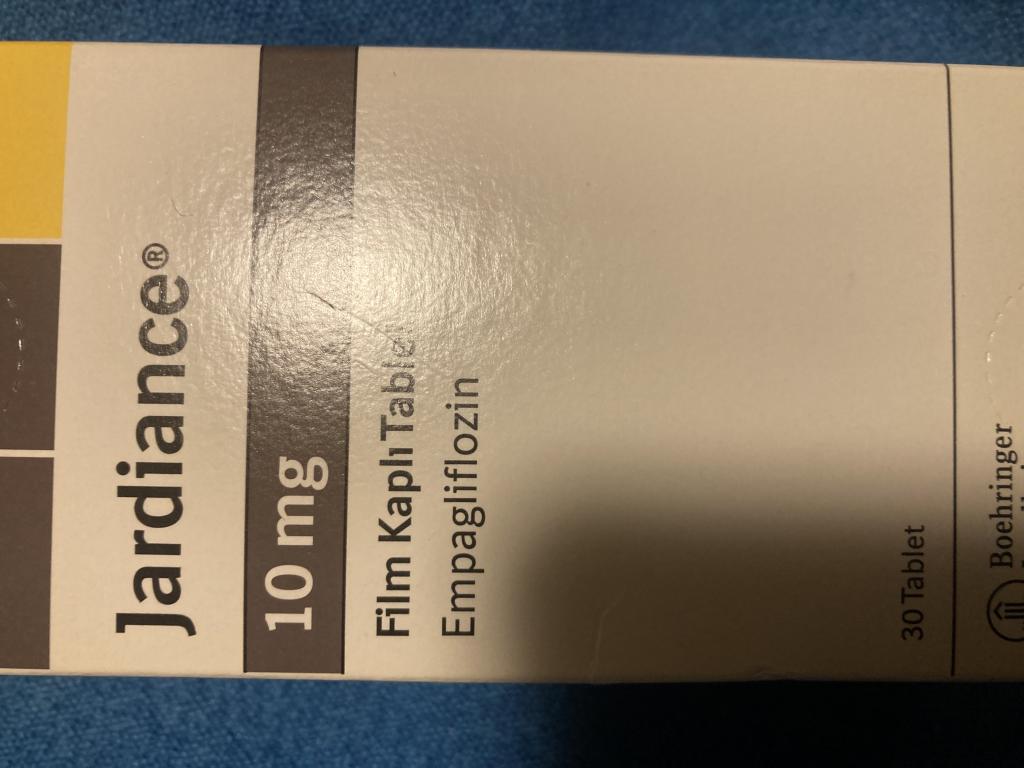 Jardiance®
10 mg
Film Kaplı Tablet
Empagliflozin
30 Tablet
Boehringer